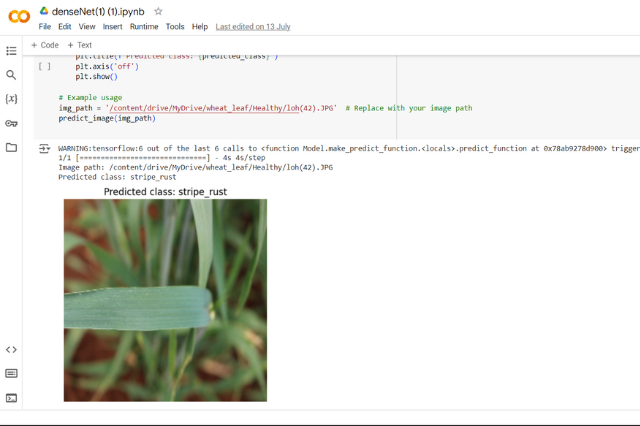 denseNet(1) (1).ipynb
File Edit View Insert Runtime Tools Help Last edited on 13 July
+ Code + Text
plt.title(f'Predicted class: {predicted_class}')
[ ] plt.axis('off')
plt.show()
# Example usage
img_path = '/content/drive/MyDrive/wheat_leaf/Healthy/loh(42).JPG' # Replace with your image path
predict_image(img_path)
WARNING:tensorflow:6 out of the last 6 calls to <function Model.make_predict_function.<locals>.predict_function at 0x78ab9278d900> trigger
1/1 [==============================] - 4s 4s/step
Image path: /content/drive/MyDrive/wheat_leaf/Healthy/loh(42).JPG
Predicted class: stripe_rust
Predicted class: stripe_rust